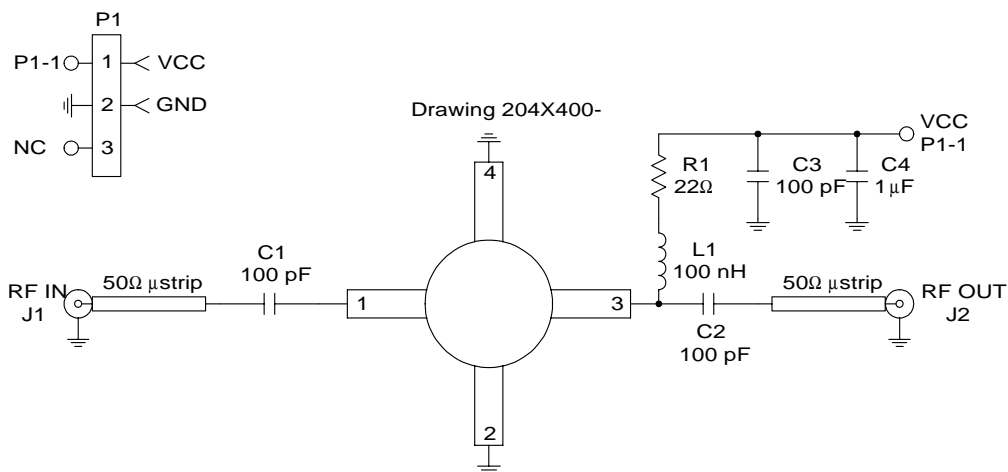 P1
P1-1
1
VCC
2
GND
NC
3
Drawing 204X400-
VCC
P1-1
R1
22Ω
C3
100 pF
C4
1 μF
4
L1
100 nH
C1
100 pF
RF IN
J1
50Ω μstrip
1
3
C2
100 pF
50Ω μstrip
RF OUT
J2
2